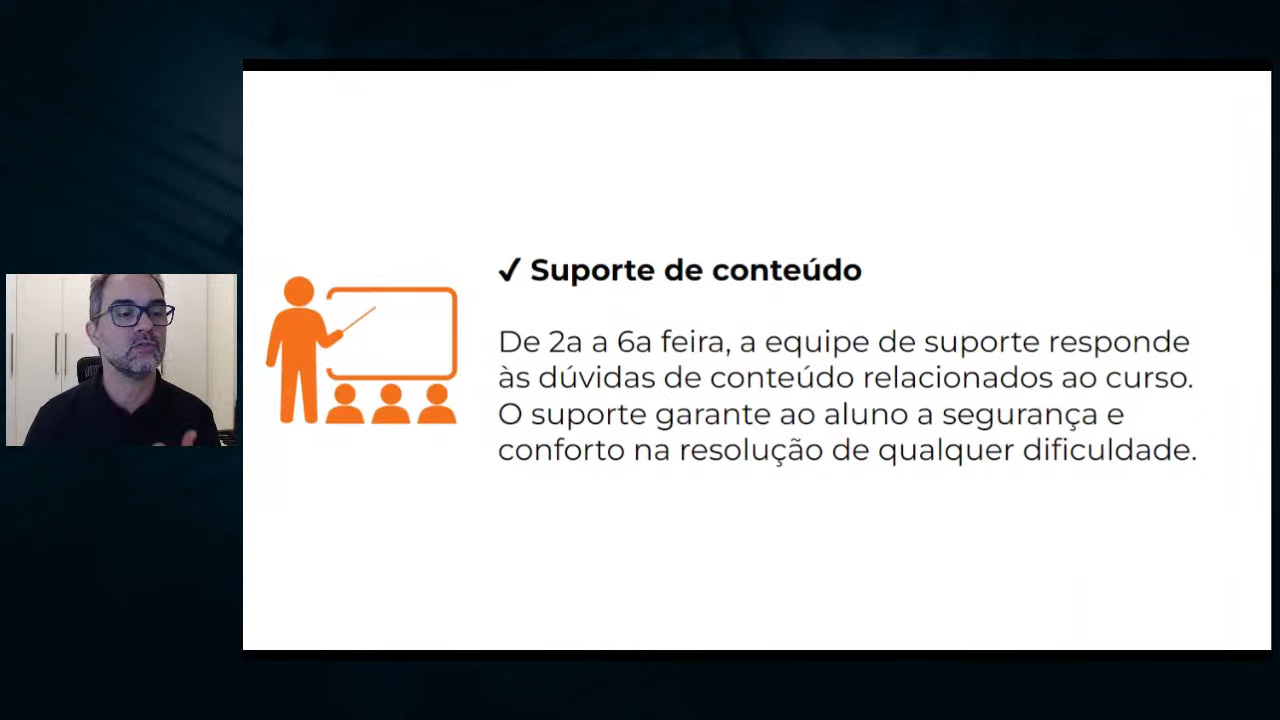 ✓ Suporte de conteúdo
De 2a a 6a feira, a equipe de suporte responde
às dúvidas de conteúdo relacionados ao curso.
O suporte garante ao aluno a segurança e
conforto na resolução de qualquer dificuldade.